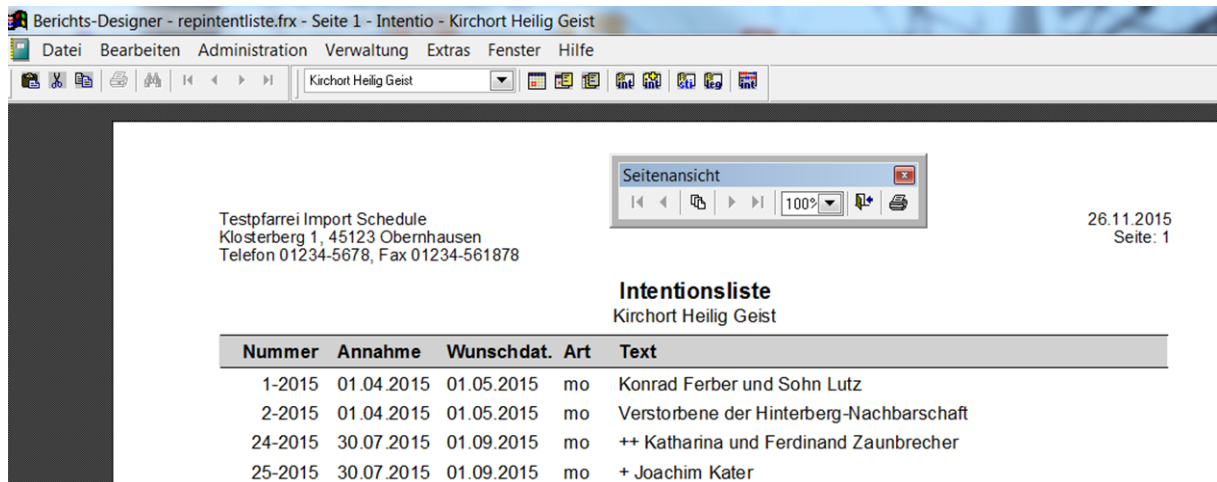 Berichts-Designer - repintentliste.frx - Seite 1 - Intentio - Kirchort Heilig Geist
Datei Bearbeiten Administration Verwaltung Extras Fenster Hilfe
Kirchort Heilig Geist int int sti leg int
Seitenansicht
100%
Testpfarrei Import Schedule 26.11.2015
Klosterberg 1, 45123 Obernhausen Seite: 1
Telefon 01234-5678, Fax 01234-561878
Intentionsliste
Kirchort Heilig Geist
Nummer Annahme Wunschdat. Art Text
1-2015 01.04.2015 01.05.2015 mo Konrad Ferber und Sohn Lutz
2-2015 01.04.2015 01.05.2015 mo Verstorbene der Hinterberg-Nachbarschaft
24-2015 30.07.2015 01.09.2015 mo ++ Katharina und Ferdinand Zaunbrecher
25-2015 30.07.2015 01.09.2015 mo + Joachim Kater